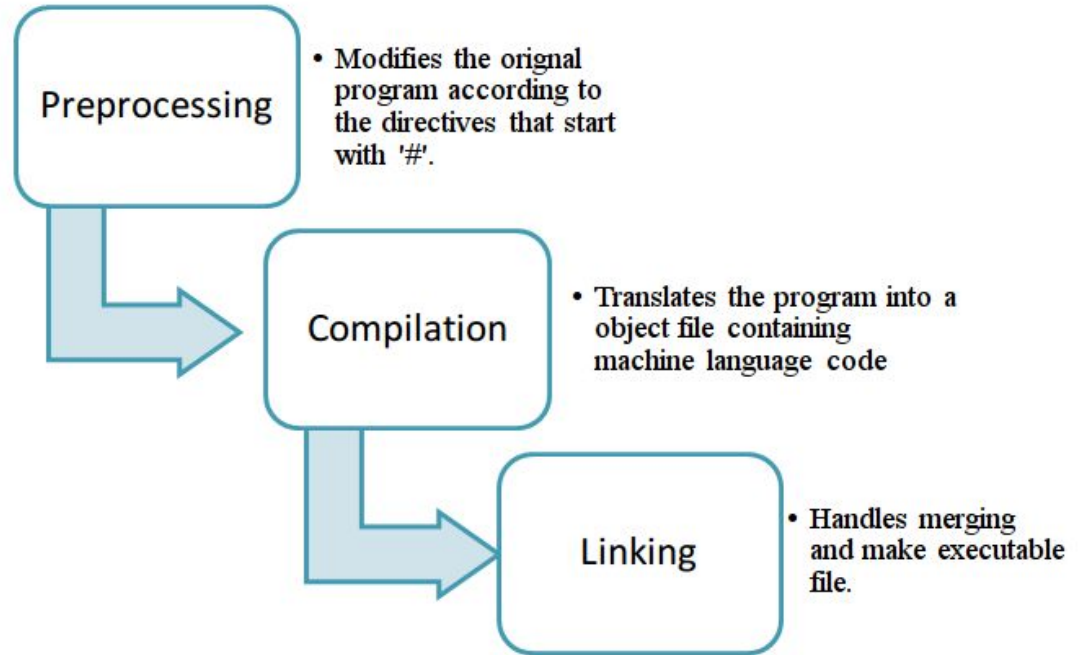 Preprocessing
• Modifies the orignal
program according to
the directives that start
with '#'.
Compilation
• Translates the program into a
object file containing
machine language code
Linking
• Handles merging
and make executable
file.